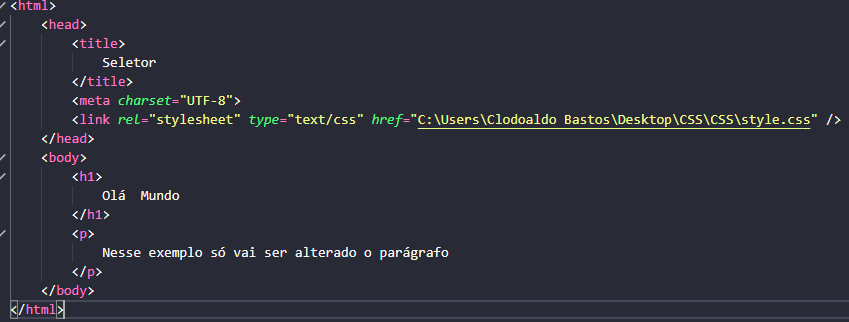 <html>
<head>
<title>
Seletor
</title>
<meta charset="UTF-8">
<link rel="stylesheet" type="text/css" href="C:\Users\Clodoaldo Bastos\Desktop\CSS\CSS\style.css" />
</head>
<body>
<h1>
Olá  Mundo
</h1>
<p>
Nesse exemplo só vai ser alterado o parágrafo
</p>
</body>
</html>